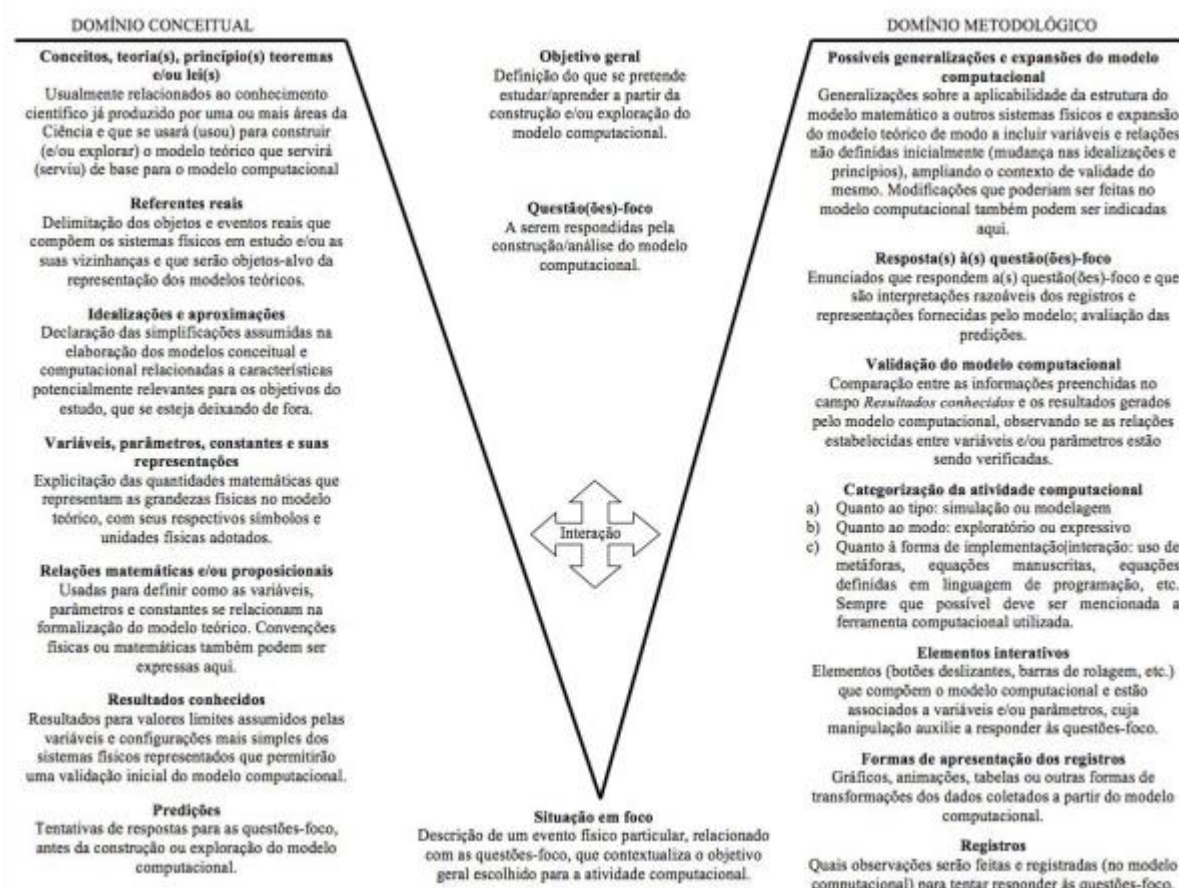 DOMÍNIO CONCEITUAL
Conceitos, teoria(s), princípio(s) teoremas
e/ou lei(s)
Usualmente relacionados ao conhecimento
científico já produzido por uma ou mais áreas da
Ciência e que se usará (usou) para construir
(e/ou explorar) o modelo teórico que servirá
(serviu) de base para o modelo computacional
Referentes reais
Delimitação dos objetos e eventos reais que
compõem os sistemas físicos em estudo e/ou as
suas vizinhanças e que serão objetos-alvo da
representação dos modelos teóricos.
Idealizações e aproximações
Declaração das simplificações assumidas na
elaboração dos modelos conceitual e
computacional relacionadas a características
potencialmente relevantes para os objetivos do
estudo, que se esteja deixando de fora.
Variáveis, parâmetros, constantes e suas
representações
Explicitação das quantidades matemáticas que
representam as grandezas físicas no modelo
teórico, com seus respectivos símbolos e
unidades físicas adotados.
Relações matemáticas e/ou proposicionais
Usadas para definir como as variáveis,
parâmetros e constantes se relacionam na
formalização do modelo teórico. Convenções
físicas ou matemáticas também podem ser
expressas aqui.
Resultados conhecidos
Resultados para valores limites assumidos pelas
variáveis e configurações mais simples dos
sistemas físicos representados que permitirão
uma validação inicial do modelo computacional.
Predições
Tentativas de respostas para as questões-foco,
antes da construção ou exploração do modelo
computacional.
Objetivo geral
Definição do que se pretende
estudar/aprender a partir da
construção e/ou exploração do
modelo computacional.
Questão(ões)-foco
A serem respondidas pela
construção/análise do modelo
computacional.
Interação
Situação em foco
Descrição de um evento físico particular, relacionado
com as questões-foco, que contextualiza o objetivo
geral escolhido para a atividade computacional.
DOMÍNIO METODOLÓGICO
Possíveis generalizações e expansões do modelo
computacional
Generalizações sobre a aplicabilidade da estrutura do
modelo matemático a outros sistemas físicos e expansão
do modelo teórico de modo a incluir variáveis e relações
não definidas inicialmente (mudança nas idealizações e
princípios), ampliando o contexto de validade do
mesmo. Modificações que poderiam ser feitas no
modelo computacional também podem ser indicadas
aqui.
Resposta(s) à(s) questão(ões)-foco
Enunciados que respondem a(s) questão(ões)-foco e que
são interpretações razoáveis dos registros e
representações fornecidas pelo modelo; avaliação das
predições.
Validação do modelo computacional
Comparação entre as informações preenchidas no
campo Resultados conhecidos e os resultados gerados
pelo modelo computacional, observando se as relações
estabelecidas entre variáveis e/ou parâmetros estão
sendo verificadas.
Categorização da atividade computacional
a) Quanto ao tipo: simulação ou modelagem
b) Quanto ao modo: exploratório ou expressivo
c) Quanto à forma de implementação|interação: uso de
metáforas, equações manuscritas, equações
definidas em linguagem de programação, etc.
Sempre que possível deve ser mencionada a
ferramenta computacional utilizada.
Elementos interativos
Elementos (botões deslizantes, barras de rolagem, etc.)
que compõem o modelo computacional e estão
associados a variáveis e/ou parâmetros, cuja
manipulação auxilie a responder às questões-foco.
Formas de apresentação dos registros
Gráficos, animações, tabelas ou outras formas de
transformações dos dados coletados a partir do modelo
computacional.
Registros
Quais observações serão feitas e registradas (no modelo
computacional) para tentar responder às questões-foco.